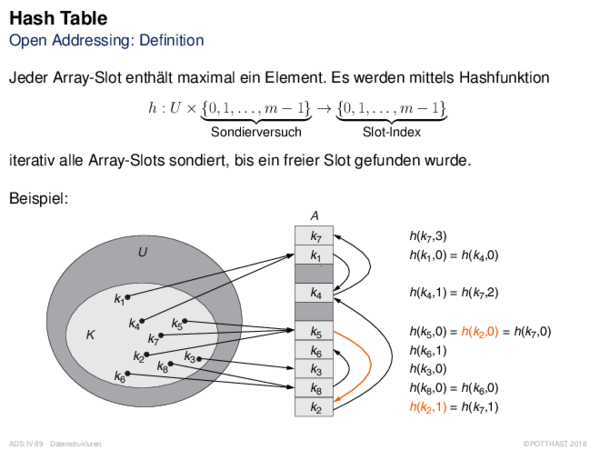 Hash Table
Open Addressing: Definition
Jeder Array-Slot enthält maximal ein Element. Es werden mittels Hashfunktion
h : U × {0, 1, . . . , m − 1} → {0, 1, . . . , m − 1}
Sondierversuch Slot-Index
iterativ alle Array-Slots sondiert, bis ein freier Slot gefunden wurde.
Beispiel:
A
k7 h(k7,3)
U k1 h(k1,0) = h(k4,0)
k1
k4 h(k4,1) = h(k7,2)
k4 k5
K k7 k5 h(k5,0) = h(k2,0) = h(k7,0)
k2 k3 k6 h(k6,1)
k8 k3 h(k3,0)
k6 k8 h(k8,0) = h(k6,0)
k2 h(k2,1) = h(k7,1)
ADS:IV-89 Datenstrukturen ©POTTHAST 2018